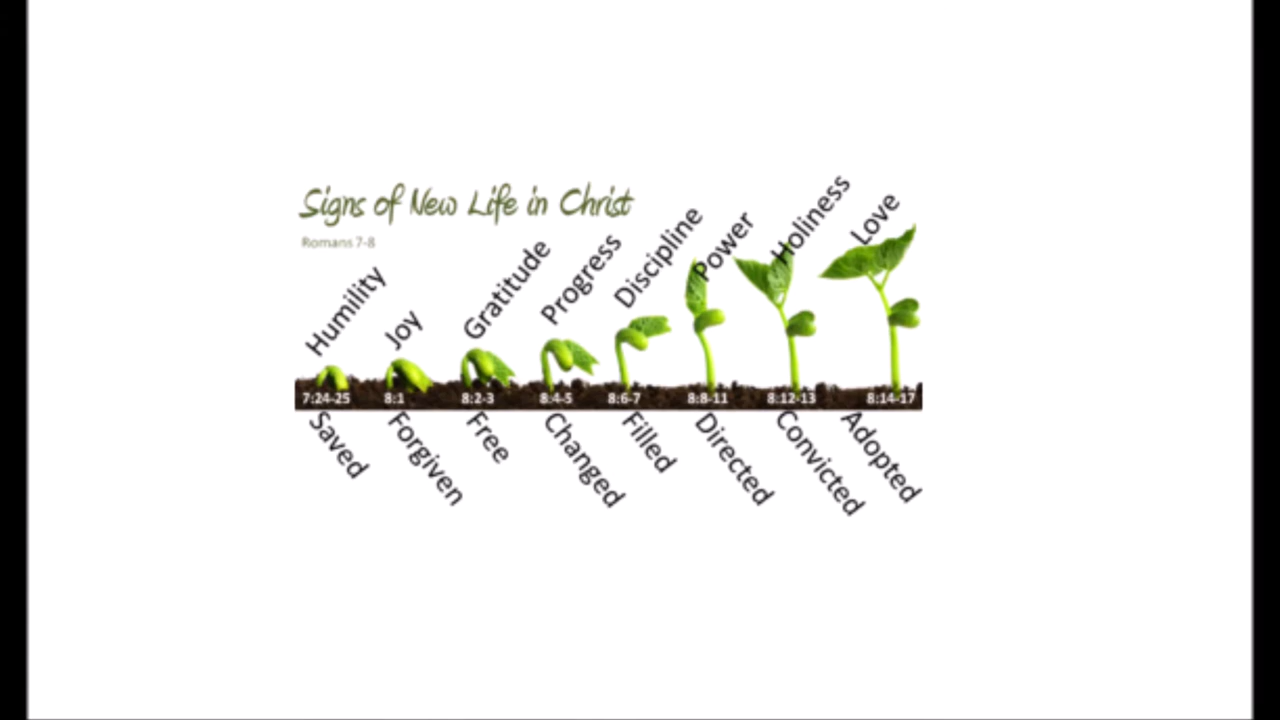 Signs of New Life in Christ
Romans 7-8
Humility
Joy
Gratitude
Progress
Discipline
Power
Holiness
Love
7:24-25
8:1
8:2-3
8:4-5
8:6-7
8:8-11
8:12-13
8:14-17
Saved
Forgiven
Free
Changed
Filled
Directed
Convicted
Adopted